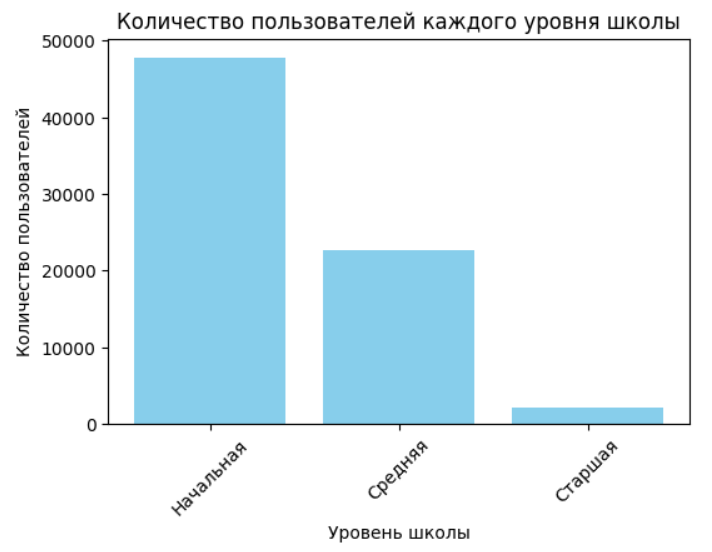 Количество пользователей каждого уровня школы
Количество пользователей
50000
40000
30000
20000
10000
0
Начальная
Средняя
Старшая
Уровень школы